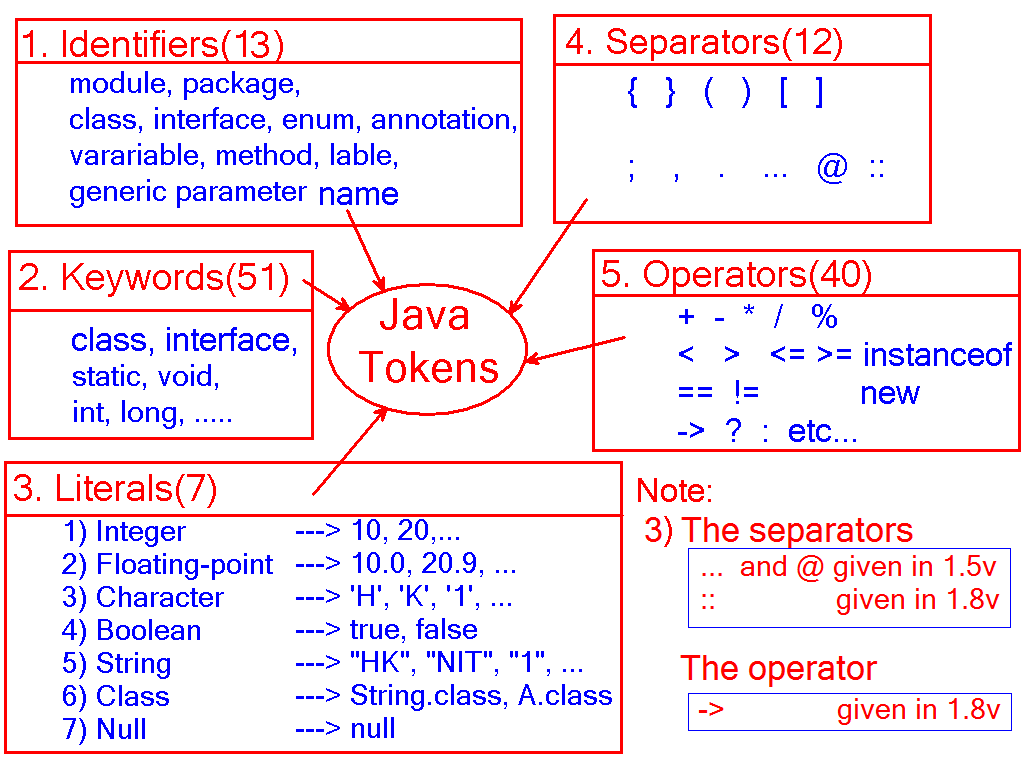 1. Identifiers(13)
module, package,
class, interface, enum, annotation,
varariable, method, lable,
generic parameter name
4. Separators(12)
{ } ( ) [ ]
; , . ... @ ::
2. Keywords(51)
class, interface,
static, void,
int, long, .....
Java
Tokens
5. Operators(40)
+ - * / %
< > <= >= instanceof
== != new
-> ? : etc...
3. Literals(7)
1) Integer ---> 10, 20,...
2) Floating-point ---> 10.0, 20.9, ...
3) Character ---> 'H', 'K', '1', ...
4) Boolean ---> true, false
5) String ---> "HK", "NIT", "1", ...
6) Class ---> String.class, A.class
7) Null ---> null
Note:
3) The separators
... and @ given in 1.5v
:: given in 1.8v
The operator
-> given in 1.8v